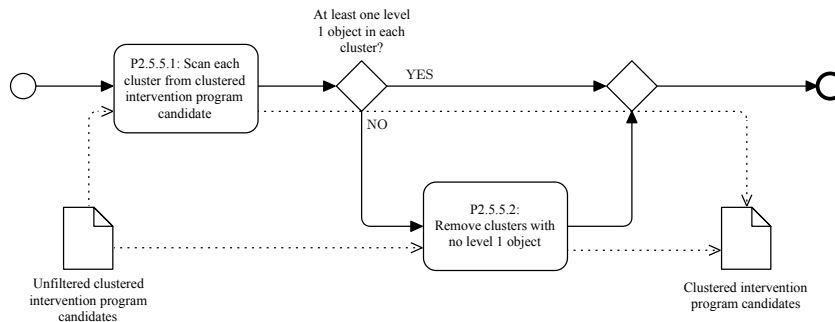 At least one level
1 object in each
cluster?
P2.5.5.1: Scan each
cluster from clustered
intervention program
candidate
YES
NO
P2.5.5.2:
Remove clusters with
no level 1 object
Unfiltered clustered
intervention program
candidates
Clustered intervention
program candidates